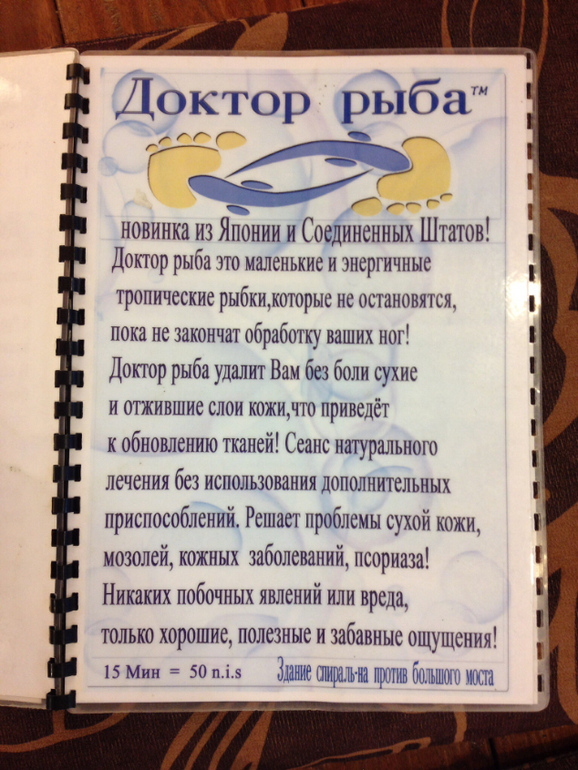 Доктор рыба™
новинка из Японии и Соединенных Штатов!
Доктор рыба это маленькие и энергичные
тропические рыбки,которые не остановятся,
пока не закончат обработку ваших ног!
Доктор рыба удалит Вам без боли сухие
и отжившие слои кожи,что приведёт
к обновлению тканей! Сеанс натурального
лечения без использования дополнительных
приспособлений. Решает проблемы сухой кожи,
мозолей, кожных заболеваний, псориаза!
Никаких побочных явлений или вреда,
только хорошие, полезные и забавные ощущения!
15 Мин = 50 n.i.s Здание спираль-на против большого моста